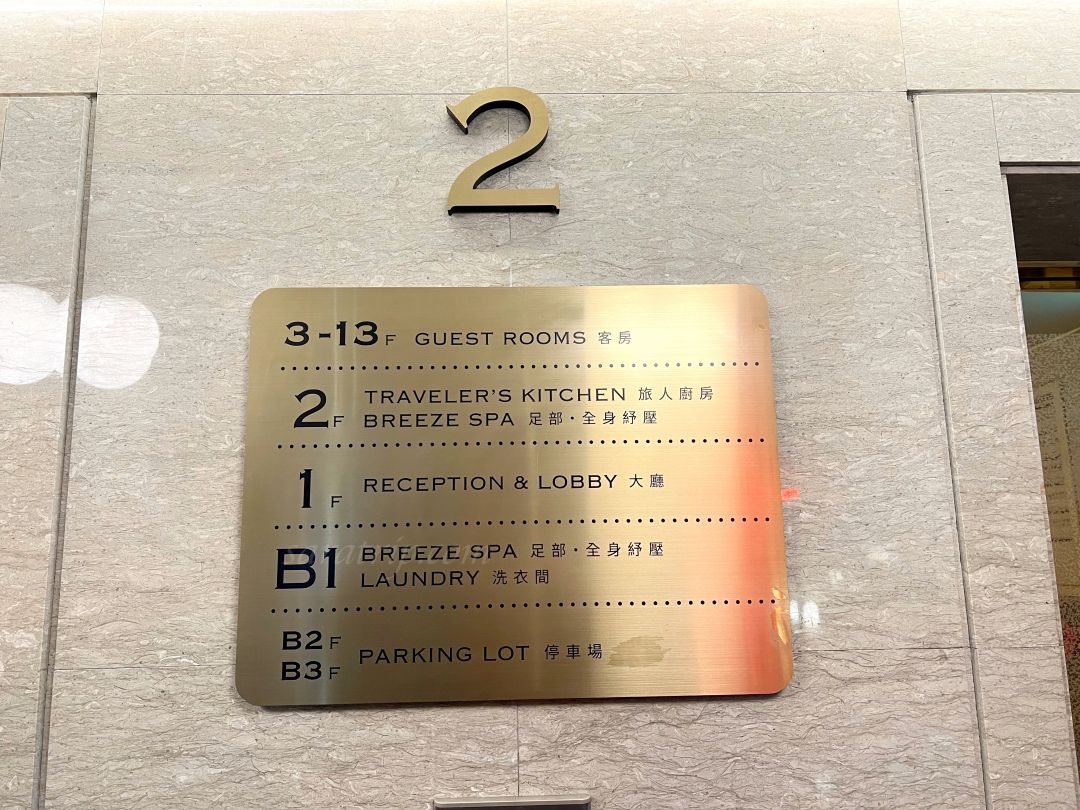 2
3-13F GUEST ROOMS 客房
2F TRAVELER'S KITCHEN 旅人廚房
BREEZE SPA 足部・全身紓壓
1F RECEPTION & LOBBY 大廳
B1 BREEZE SPA 足部・全身紓壓
LAUNDRY 洗衣間
B2F
B3F PARKING LOT 停車場